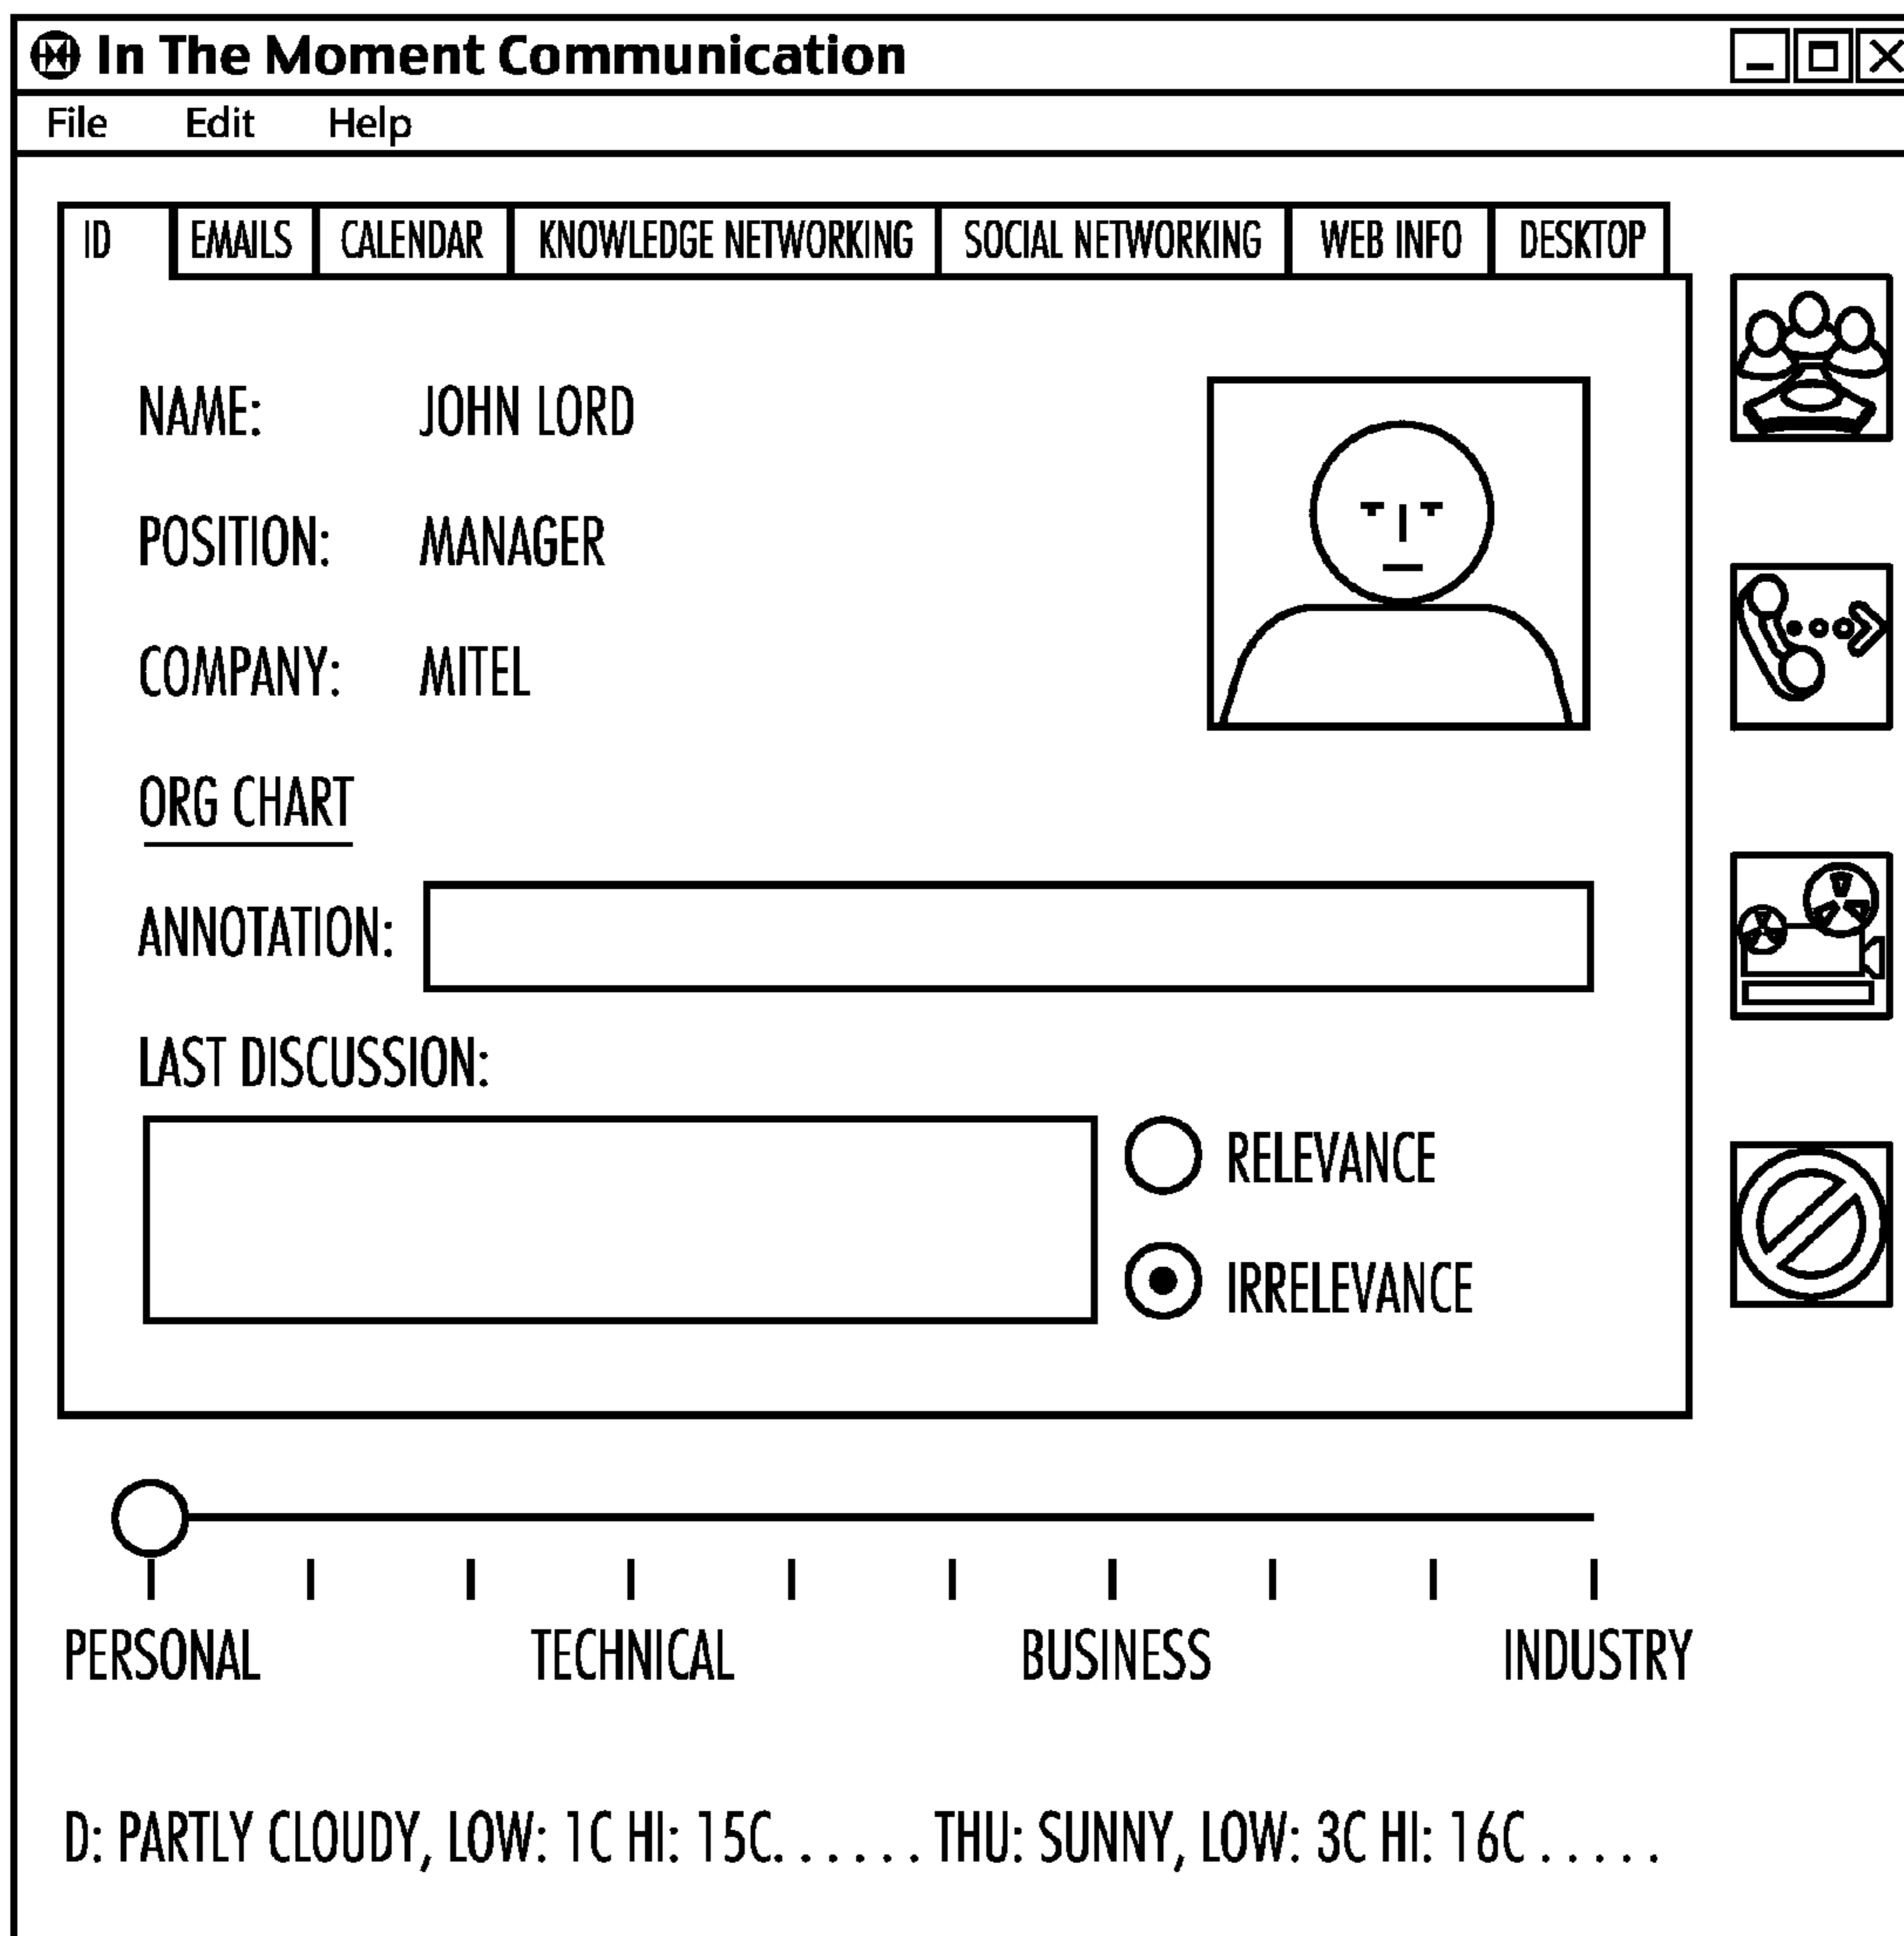 In The Moment Communication
File Edit Help
ID EMAILS CALENDAR KNOWLEDGE NETWORKING SOCIAL NETWORKING WEB INFO DESKTOP
NAME: JOHN LORD
POSITION: MANAGER
COMPANY: MITEL
ORG CHART
ANNOTATION:
LAST DISCUSSION:
RELEVANCE
IRRELEVANCE
PERSONAL TECHNICAL BUSINESS INDUSTRY
D: PARTLY CLOUDY, LOW: 1C HI: 15C. . . . . . THU: SUNNY, LOW: 3C HI: 16C . . . . .